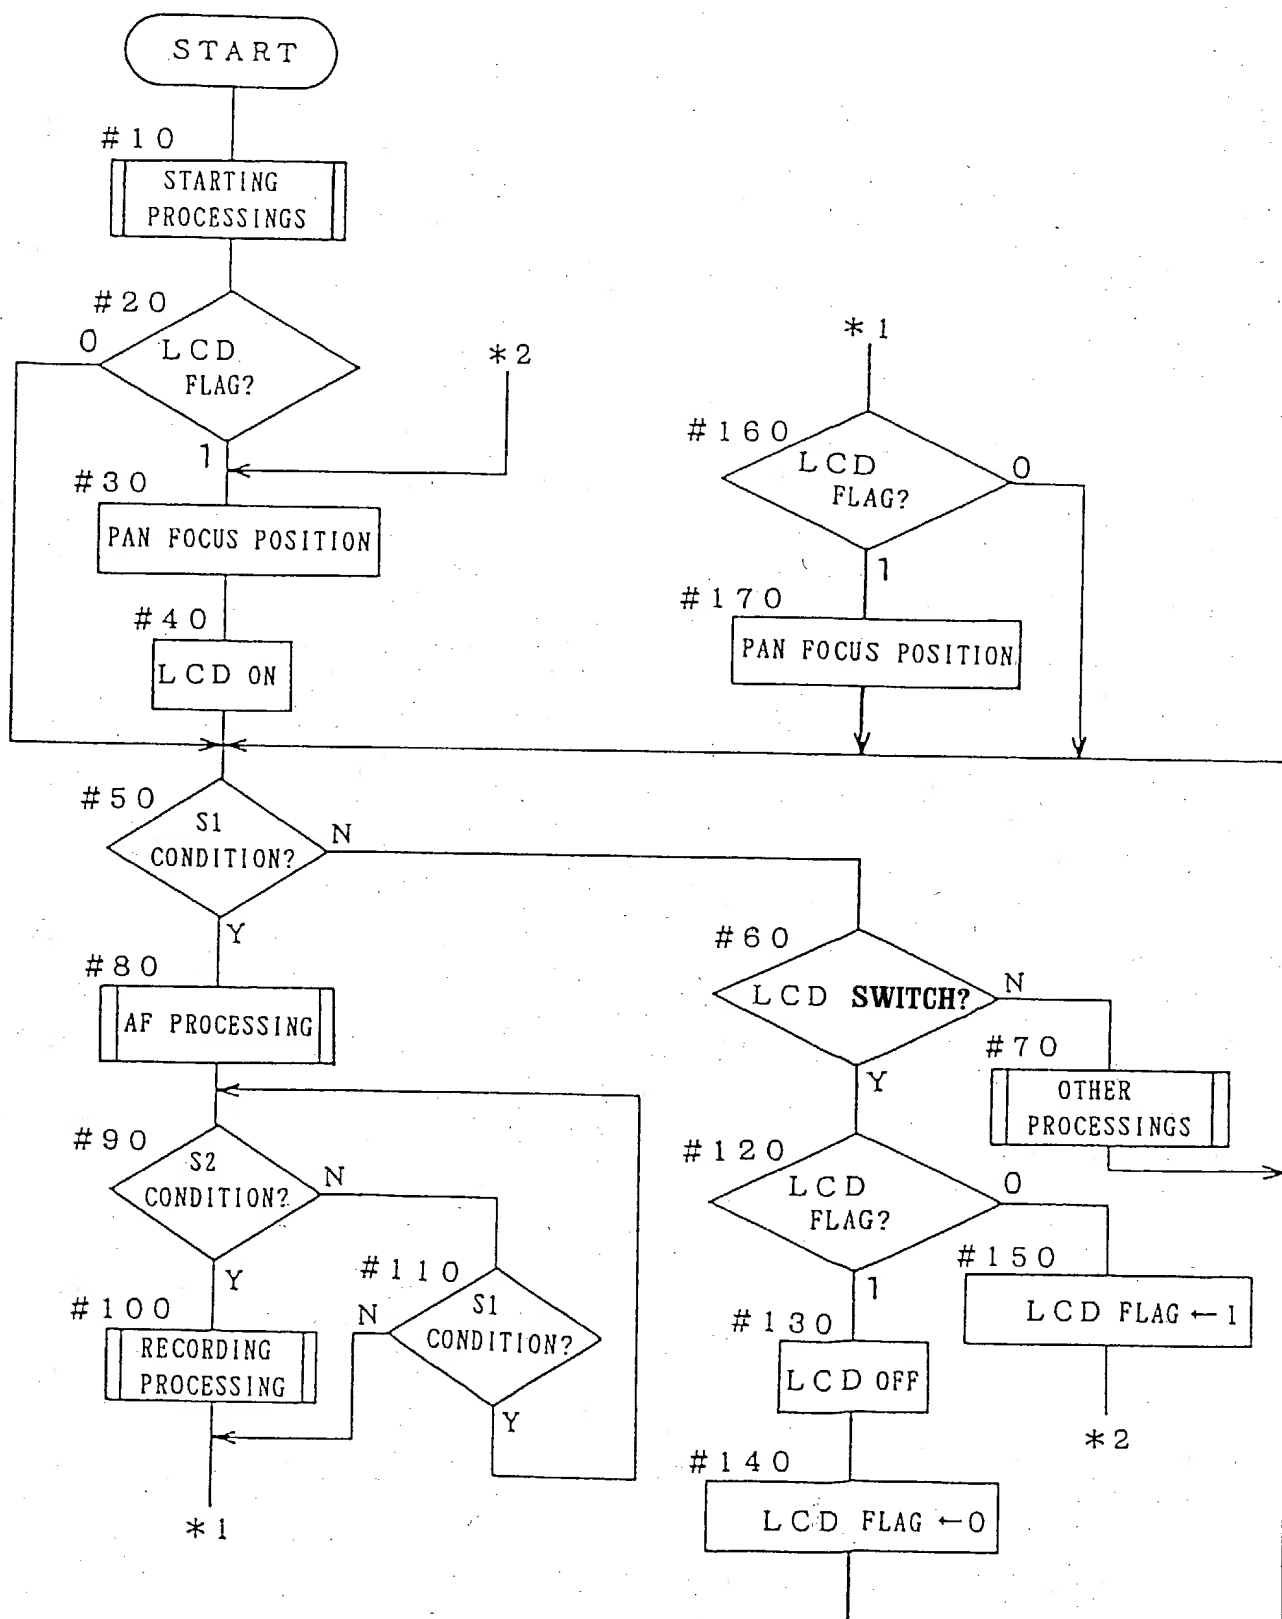 START
#10
STARTING
PROCESSINGS
#20
0
LCD
FLAG?
1
*2
#30
PAN FOCUS POSITION
#40
LCD ON
*1
#160
LCD
FLAG?
0
1
#170
PAN FOCUS POSITION
#50
S1
CONDITION?
N
Y
#60
LCD SWITCH?
N
Y
#70
OTHER
PROCESSINGS
#80
AF PROCESSING
#90
S2
CONDITION?
N
Y
#100
RECORDING
PROCESSING
#110
S1
CONDITION?
N
Y
*1
#120
LCD
FLAG?
0
1
#130
LCD OFF
#140
LCD FLAG ←0
#150
LCD FLAG ←1
*2